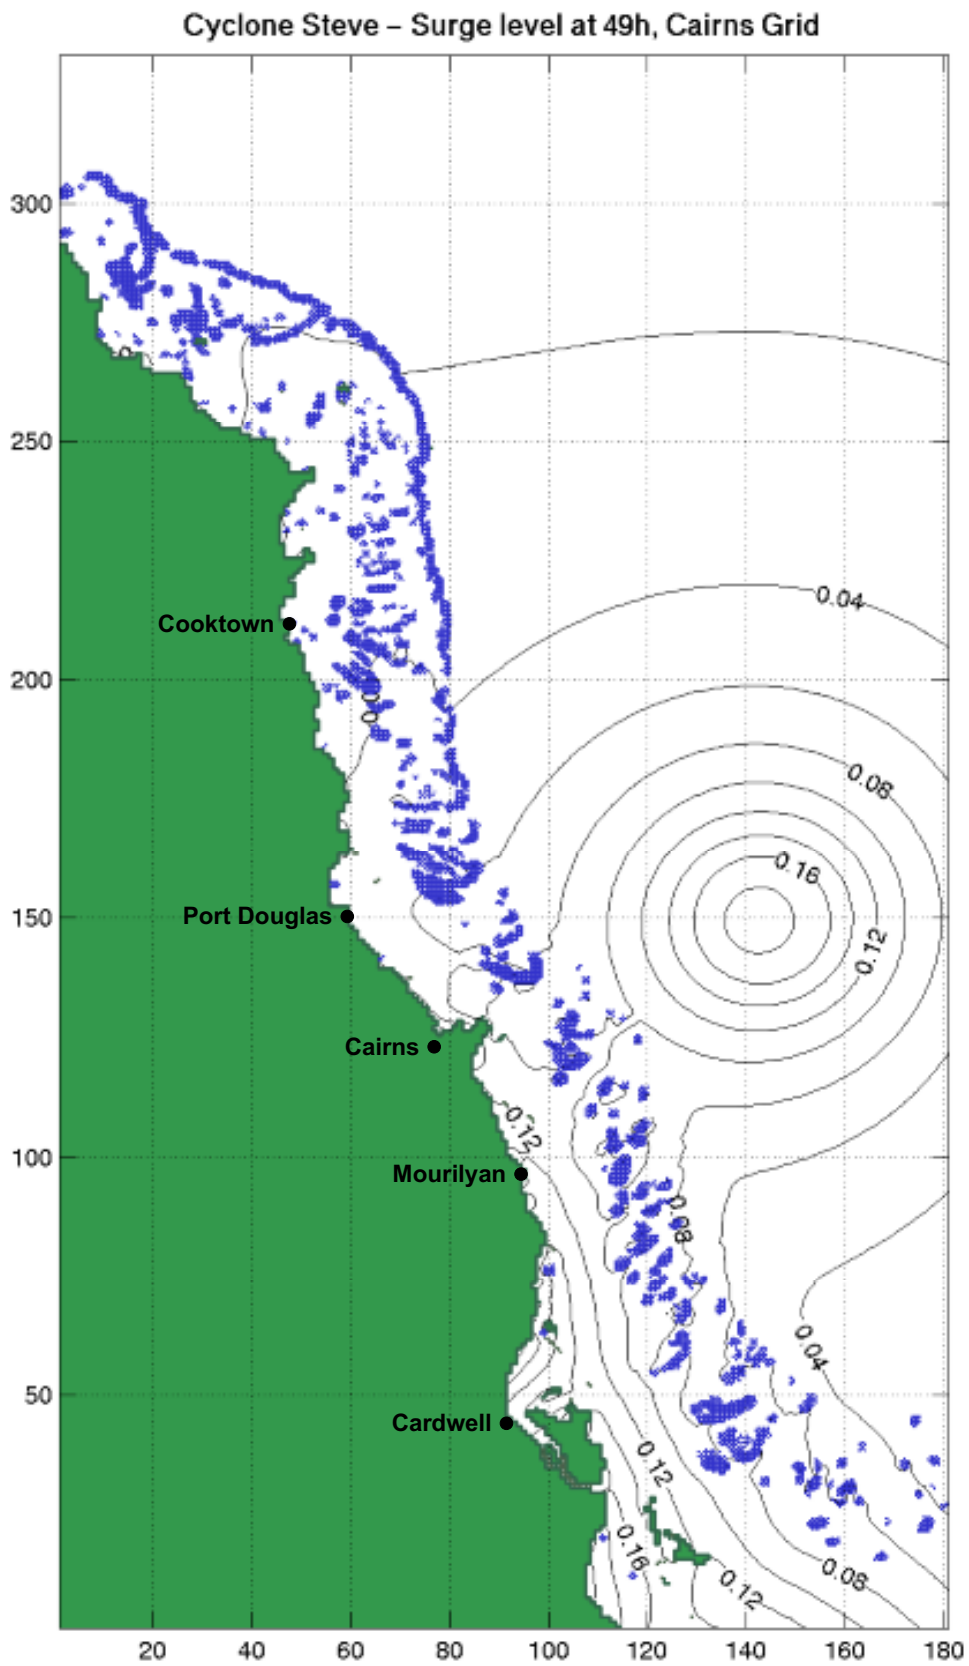 Cyclone Steve – Surge level at 49h, Cairns Grid
300
250
0.04
Cooktown
200
0.08
0.16
Port Douglas
150
0.12
Cairns
0.12
100
Mourilyan
0.08
0.04
50
Cardwell
0.12
0.16
0.08
0.12
20 40 60 80 100 120 140 160 180